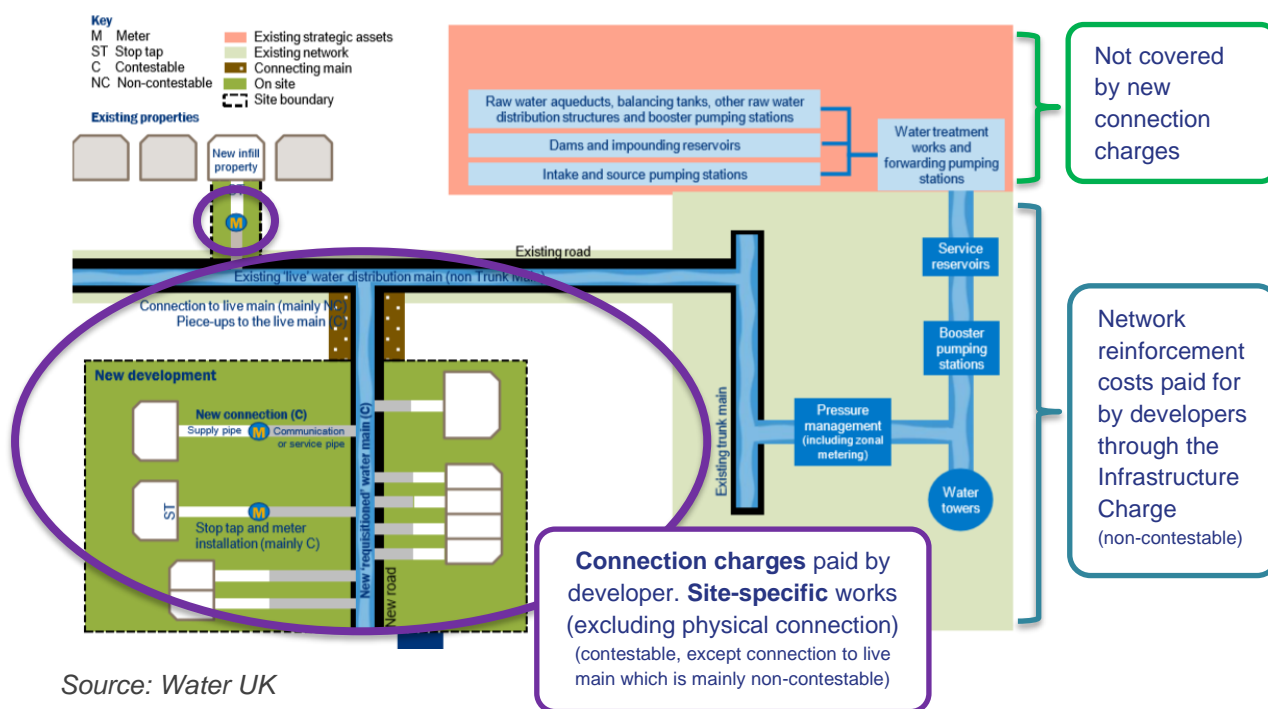 Key
M Meter
ST Stop tap
C Contestable
NC Non-contestable
Existing strategic assets
Existing network
Connecting main
On site
Site boundary
Existing properties
New infill
property
M
Raw water aqueducts, balancing tanks, other raw water
distribution structures and booster pumping stations
Dams and impounding reservoirs
Intake and source pumping stations
Water treatment
works and
forwarding pumping
stations
Not covered
by new
connection
charges
Existing road
Existing 'live' water distribution main (non Trunk Main)
Connection to live main (mainly NC)
Piece-ups to the live main (C)
Service
reservoirs
Booster
pumping
stations
Pressure
management
(including zonal
metering)
Water
towers
Existing trunk main
Network
reinforcement
costs paid for
by developers
through the
Infrastructure
Charge
(non-contestable)
New development
New connection (C)
Supply pipe
M
Communication
or service pipe
ST
M
Stop tap and meter
installation (mainly C)
New 'requisitioned' water main (C)
New road
Connection charges paid by
developer. Site-specific works
(excluding physical connection)
(contestable, except connection to live
main which is mainly non-contestable)
Source: Water UK